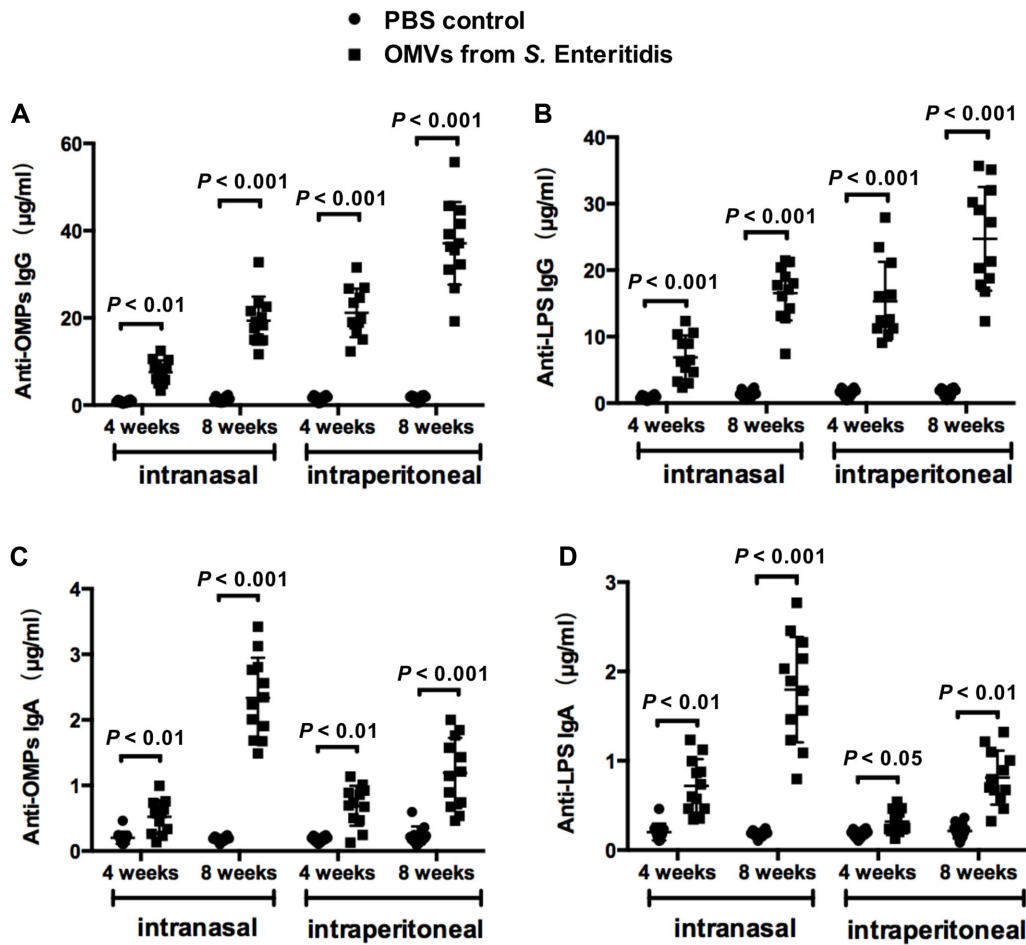 PBS control
OMVs from S. Enteritidis
A
Anti-OMPs IgG (µg/ml)
60
40
20
0
P < 0.01
P < 0.001
P < 0.001
P < 0.001
4 weeks
8 weeks
4 weeks
8 weeks
intranasal
intraperitoneal
B
Anti-LPS IgG (µg/ml)
40
30
20
10
0
P < 0.001
P < 0.001
P < 0.001
P < 0.001
4 weeks
8 weeks
4 weeks
8 weeks
intranasal
intraperitoneal
C
Anti-OMPs IgA (µg/ml)
4
3
2
1
0
P < 0.01
P < 0.001
P < 0.01
P < 0.001
4 weeks
8 weeks
4 weeks
8 weeks
intranasal
intraperitoneal
D
Anti-LPS IgA (µg/ml)
3
2
1
0
P < 0.01
P < 0.001
P < 0.05
P < 0.01
4 weeks
8 weeks
4 weeks
8 weeks
intranasal
intraperitoneal